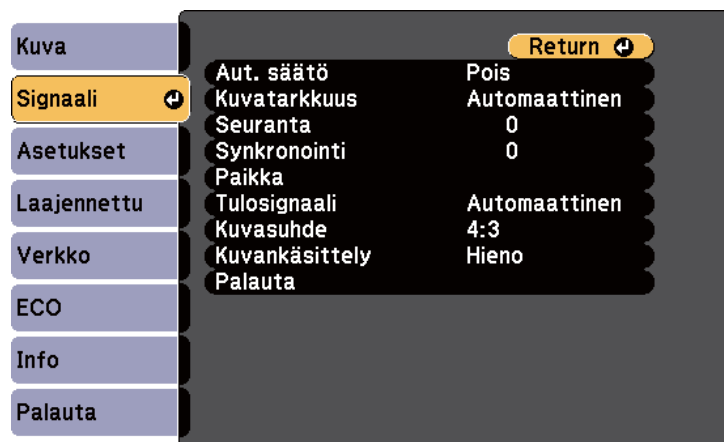 Kuva
Signaali
Asetukset
Laajennettu
Verkko
ECO
Info
Palauta
Return
Aut. säätö Pois
Kuvatarkkuus Automaattinen
Seuranta 0
Synkronointi 0
Paikka
Tulosignaali Automaattinen
Kuvasuhde 4:3
Kuvankäsittely Hieno
Palauta